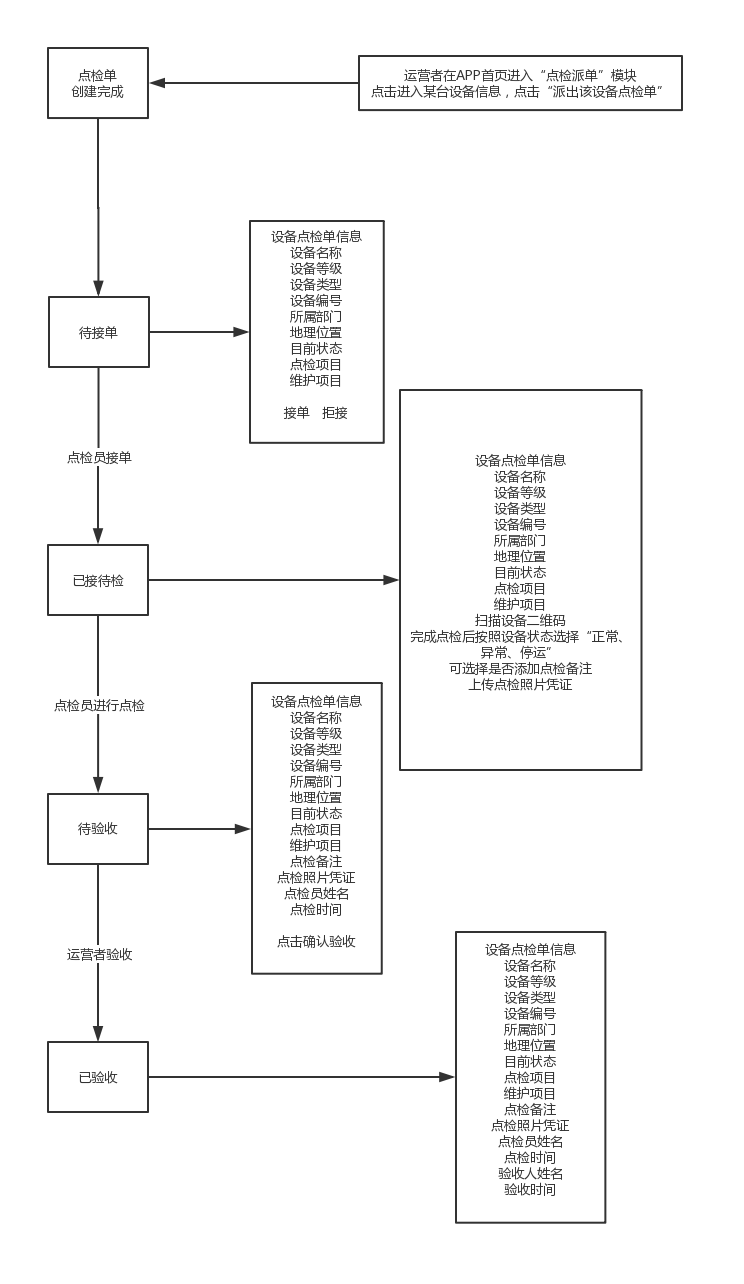 点检单
创建完成
运营者在APP首页进入“点检派单”模块
点击进入某台设备信息，点击“派出该设备点检单”
设备点检单信息
设备名称
设备等级
设备类型
设备编号
所属部门
地理位置
目前状态
点检项目
维护项目
接单 拒接
待接单
点检员接单
设备点检单信息
设备名称
设备等级
设备类型
设备编号
所属部门
地理位置
目前状态
点检项目
维护项目
扫描设备二维码
完成点检后按照设备状态选择“正常、
异常、停运”
可选择是否添加点检备注
上传点检照片凭证
已接待检
点检员进行点检
设备点检单信息
设备名称
设备等级
设备类型
设备编号
所属部门
地理位置
目前状态
点检项目
维护项目
点检备注
点检照片凭证
点检员姓名
点检时间
点击确认验收
待验收
运营者验收
设备点检单信息
设备名称
设备等级
设备类型
设备编号
所属部门
地理位置
目前状态
点检项目
维护项目
点检备注
点检照片凭证
点检员姓名
点检时间
验收人姓名
验收时间
已验收